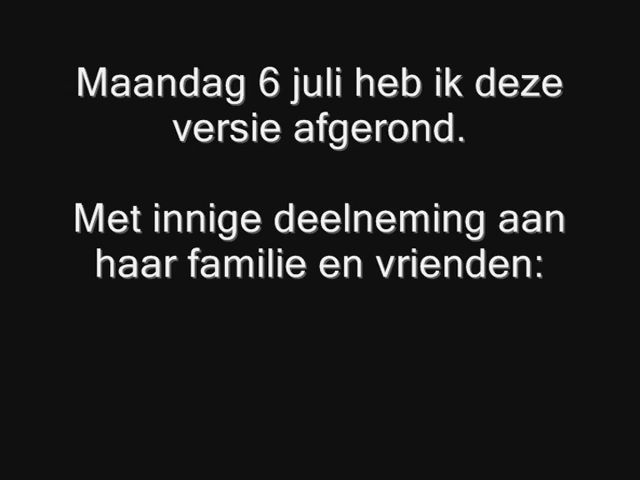 Maandag 6 juli heb ik deze
versie afgerond.
Met innige deelneming aan
haar familie en vrienden: